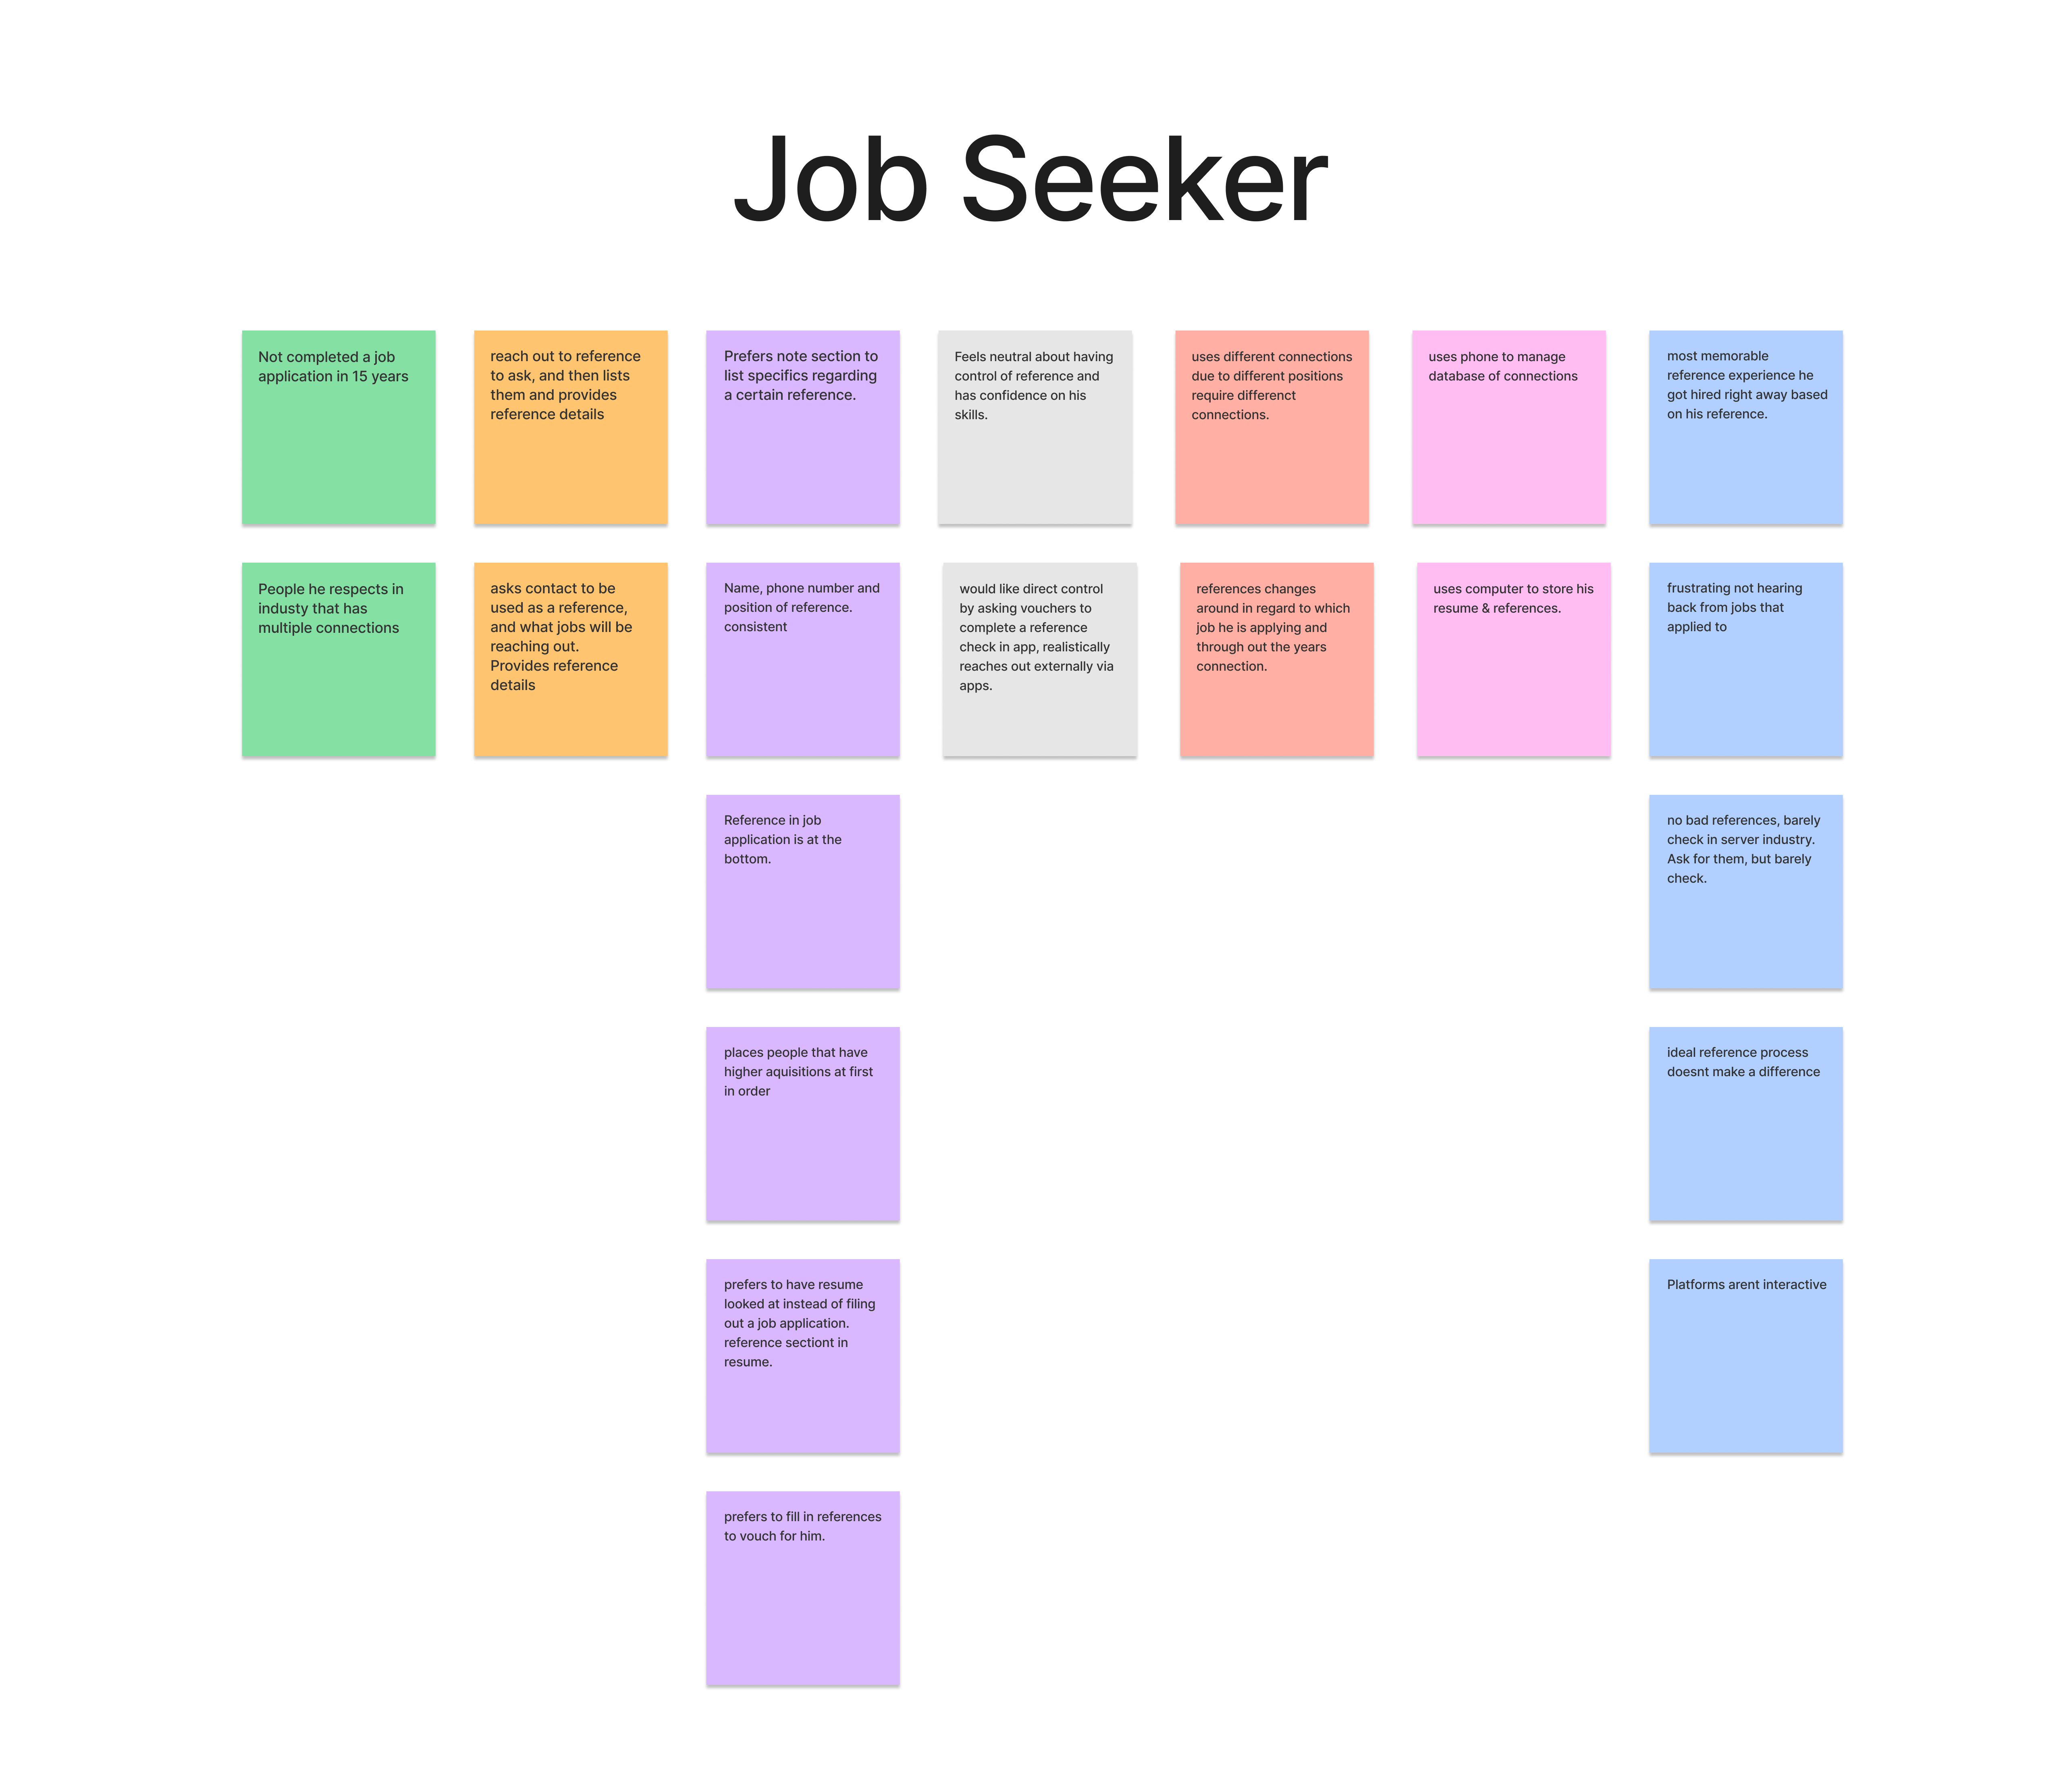 Job Seeker
Not completed a job
application in 15 years
reach out to reference
to ask, and then lists
them and provides
reference details
Prefers note section to
list specifics regarding
a certain reference.
Feels neutral about having
control of reference and
has confidence on his
skills.
uses different connections
due to different positions
require differenct
connections.
uses phone to manage
database of connections
most memorable
reference experience he
got hired right away based
on his reference.
People he respects in
industy that has
multiple connections
asks contact to be
used as a reference,
and what jobs will be
reaching out.
Provides reference
details
Name, phone number and
position of reference.
consistent
would like direct control
by asking vouchers to
complete a reference
check in app, realistically
reaches out externally via
apps.
references changes
around in regard to which
job he is applying and
through out the years
connection.
uses computer to store his
resume & references.
frustrating not hearing
back from jobs that
applied to
Reference in job
application is at the
bottom.
no bad references, barely
check in server industry.
Ask for them, but barely
check.
places people that have
higher aquisitions at first
in order
ideal reference process
doesnt make a difference
prefers to have resume
looked at instead of filing
out a job application.
reference sectiont in
resume.
Platforms arent interactive
prefers to fill in references
to vouch for him.